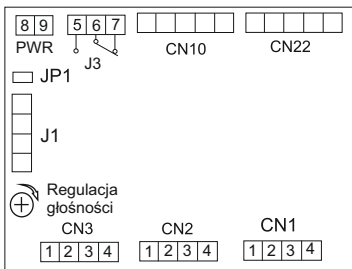 8 9 5 6 7
PWR J3 CN10 CN22
JP1
J1
Regulacja
głośności
CN3 CN2 CN1
1 2 3 4 1 2 3 4 1 2 3 4